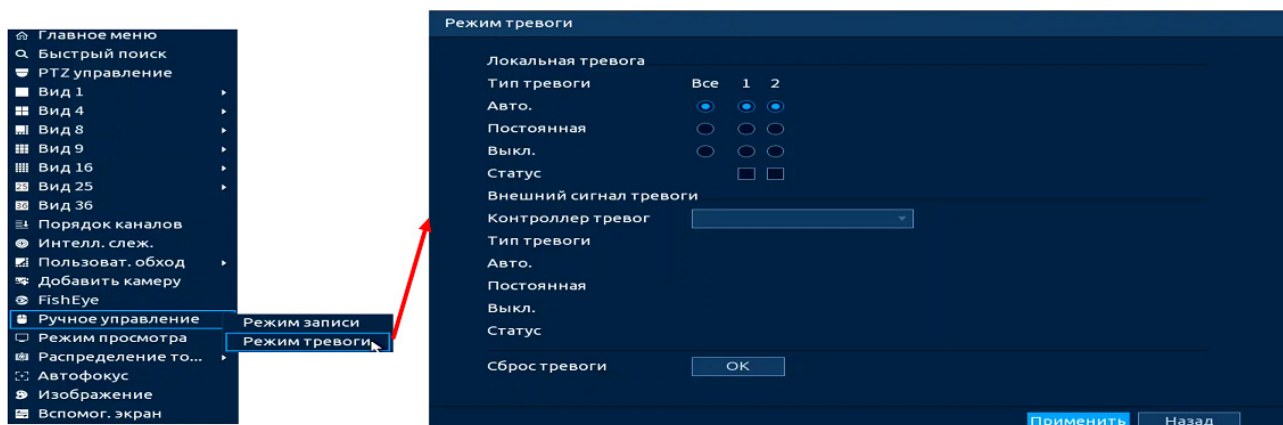 Главное меню
Быстрый поиск
PTZ управление
Вид 1
Вид 4
Вид 8
Вид 9
Вид 16
25 Вид 25
36 Вид 36
Порядок каналов
Интелл. слеж.
Пользоват. обход
Добавить камеру
FishEye
Ручное управление
Режим просмотра
Распределение то...
Автофокус
Изображение
Вспомог. экран
Режим записи
Режим тревоги
Режим тревоги
Локальная тревога
Тип тревоги Все 1 2
Авто.
Постоянная
Выкл.
Статус
Внешний сигнал тревоги
Контроллер тревог
Тип тревоги
Авто.
Постоянная
Выкл.
Статус
Сброс тревоги OK
Применить Назад